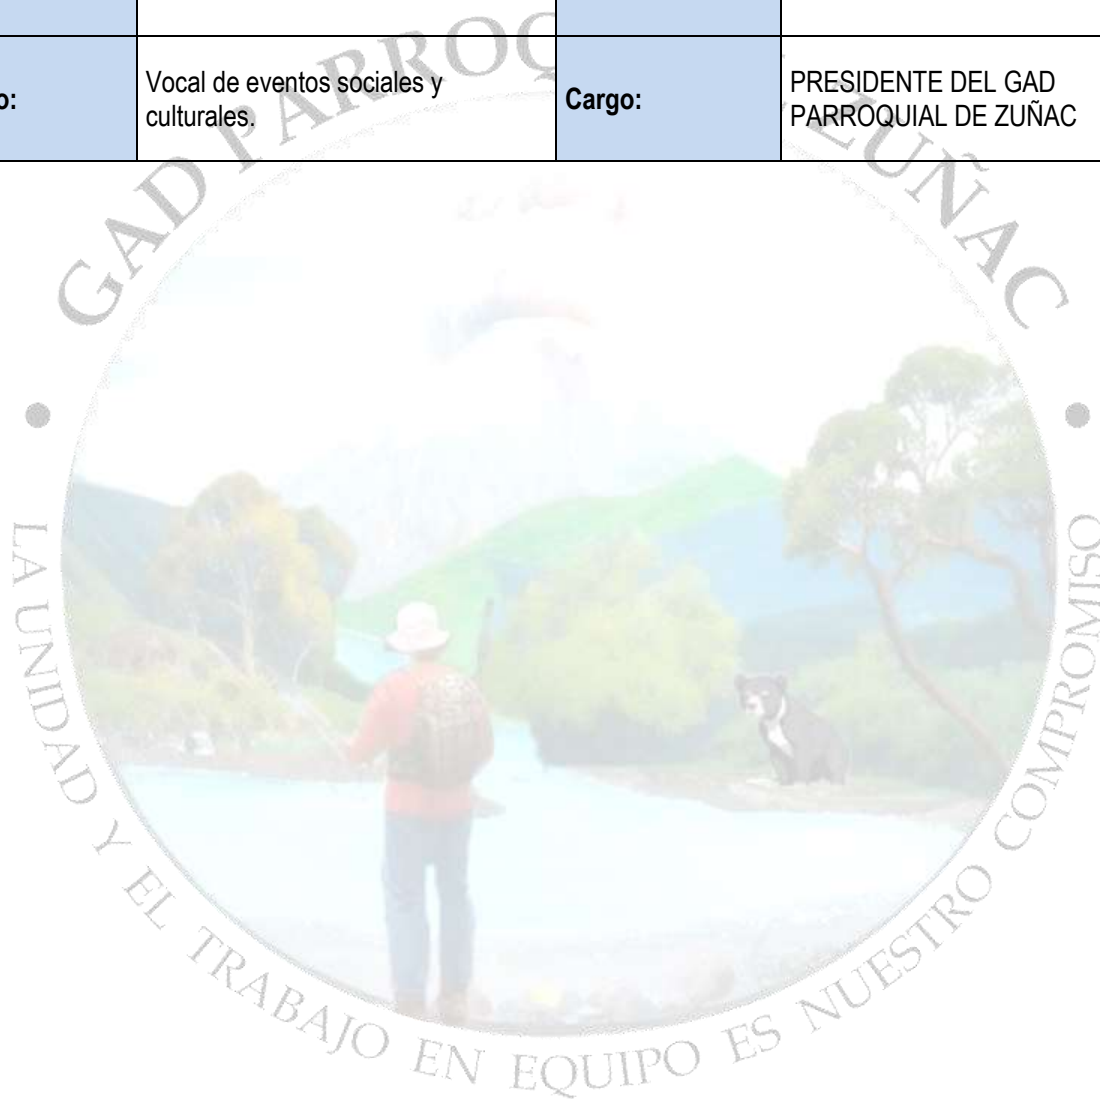 o:
Vocal de eventos sociales y
culturales.
Cargo:
PRESIDENTE DEL GAD
PARROQUIAL DE ZUÑAC
GAD PARROQ ZUÑAC
LA UNIDAD Y EL TRABAJO EN EQUIPO ES NUESTRO COMPROMISO